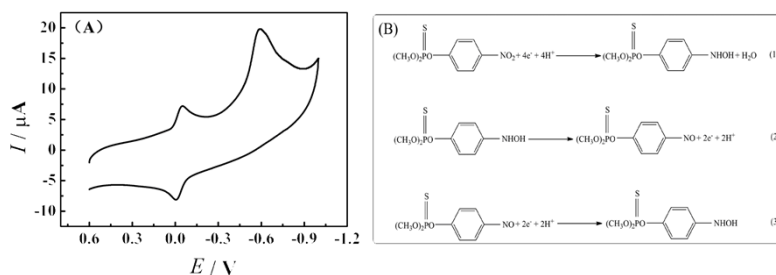 (A)
20
15
10
5
0
-5
-10
I / μA
0.6 0.3 0.0 -0.3 -0.6 -0.9 -1.2
E / V
(B)
S S
(CH₃O)₂PO NO₂ + 4e⁻ + 4H⁺ (CH₃O)₂PO NHOH + H₂O (1
S S
(CH₃O)₂PO NHOH (CH₃O)₂PO NO + 2e⁻ + 2H⁺ (2
S S
(CH₃O)₂PO NO + 2e⁻ + 2H⁺ (CH₃O)₂PO NHOH (3